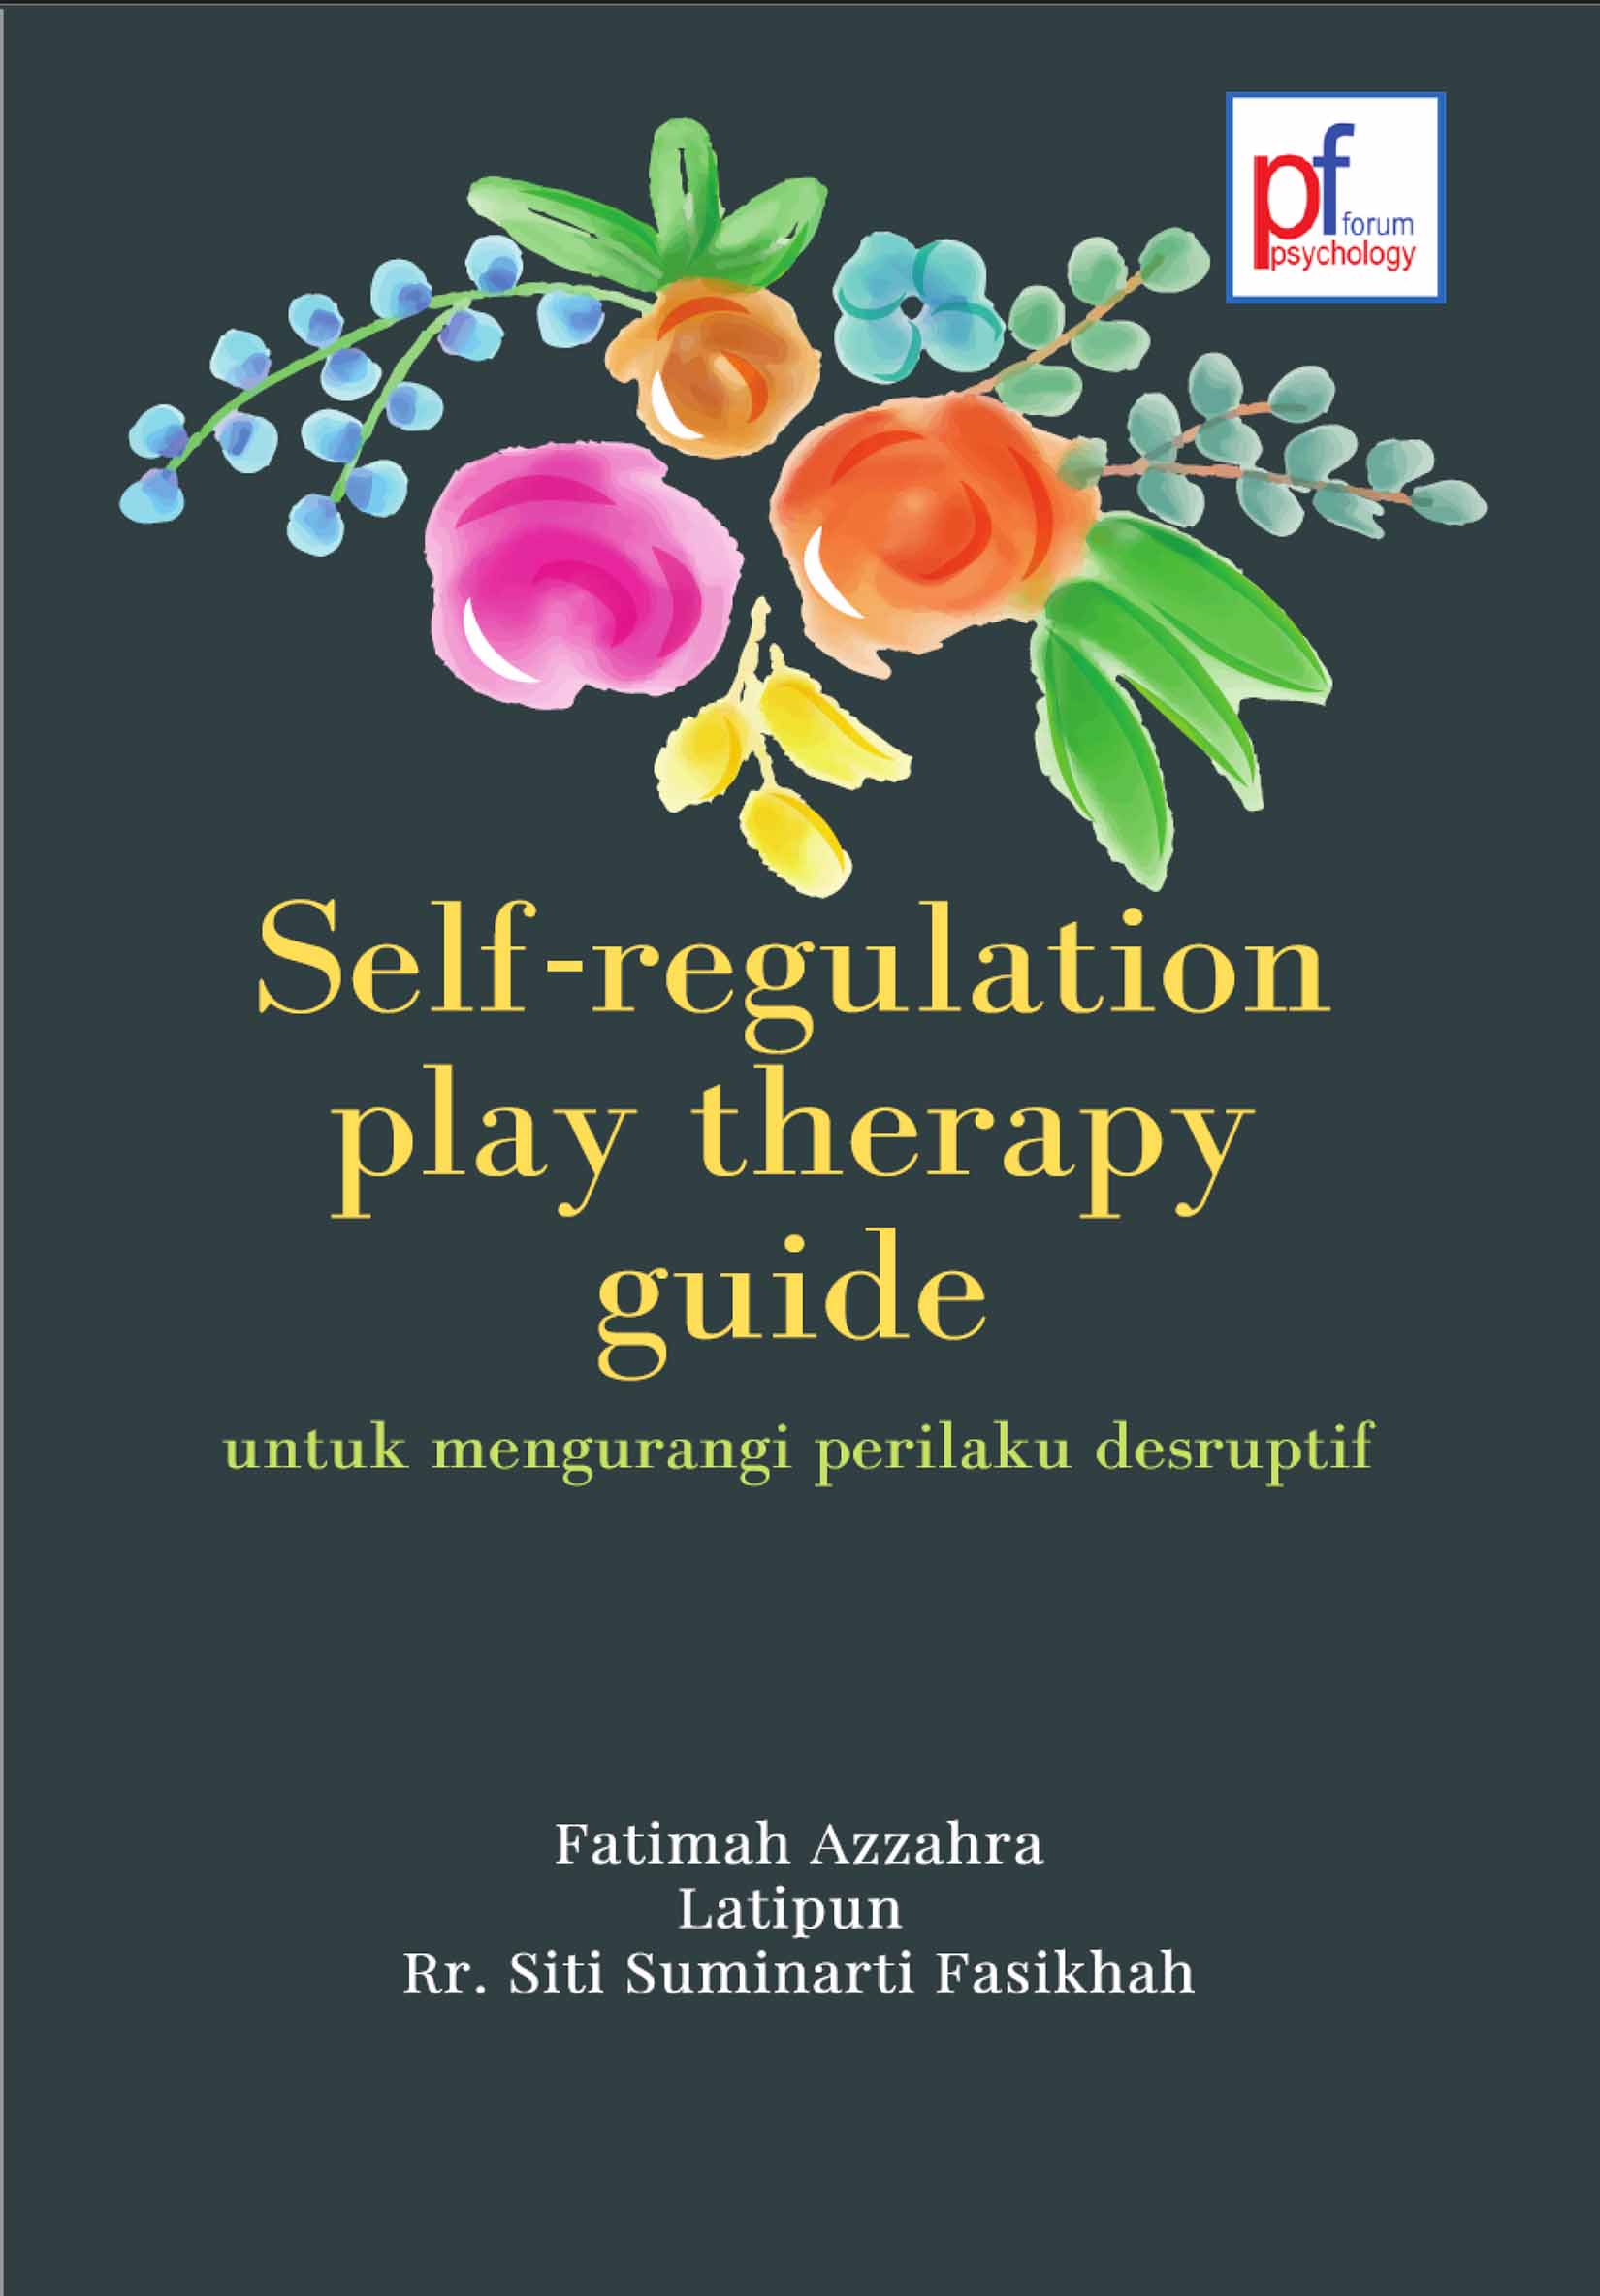 pf forum
psychology
Self-regulation
play therapy
guide
untuk mengurangi perilaku desruptif
Fatimah Azzahra
Latipun
Rr. Siti Suminarti Fasikhah